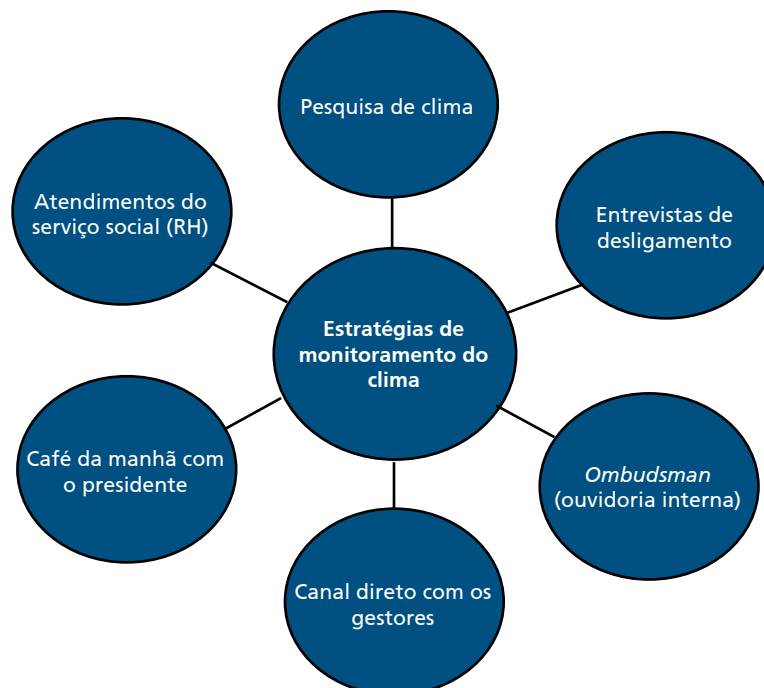 Pesquisa de clima
Atendimentos do
serviço social (RH)
Entrevistas de
desligamento
Estratégias de
monitoramento do
clima
Café da manhã com
o presidente
Ombudsman
(ouvidoria interna)
Canal direto com os
gestores